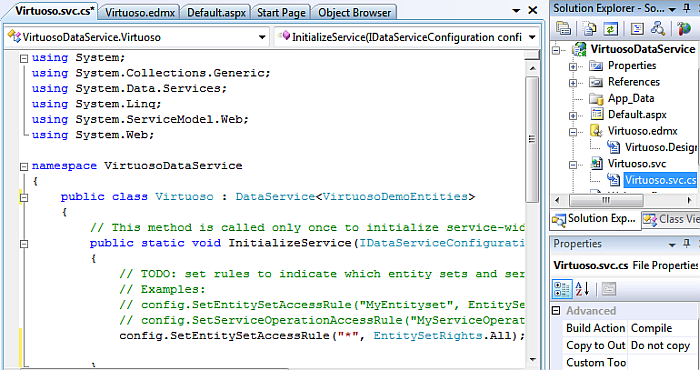 Virtuoso.svc.cs* Virtuoso.edmx Default.aspx Start Page Object Browser
VirtuosoDataService.Virtuoso InitializeService(IDataServiceConfiguration confi
using System;
using System.Collections.Generic;
using System.Data.Services;
using System.Linq;
using System.ServiceModel.Web;
using System.Web;
namespace VirtuosoDataService
{
public class Virtuoso : DataService<VirtuosoDemoEntities>
{
// This method is called only once to initialize service-wid
public static void InitializeService(IDataServiceConfigurati
{
// TODO: set rules to indicate which entity sets and ser
// Examples:
// config.SetEntitySetAccessRule("MyEntityset", EntitySe
// config.SetServiceOperationAccessRule("MyServiceOperat
config.SetEntitySetAccessRule("*", EntitySetRights.All);
}
Solution Explorer - So...
VirtuosoDataService
Properties
References
App_Data
Default.aspx
Virtuoso.edmx
Virtuoso.Design
Virtuoso.svc
Virtuoso.svc.cs
Solution Exp... Class Vie
Properties
Virtuoso.svc.cs File Properties
Advanced
Build Action Compile
Copy to Out Do not copy
Custom Too